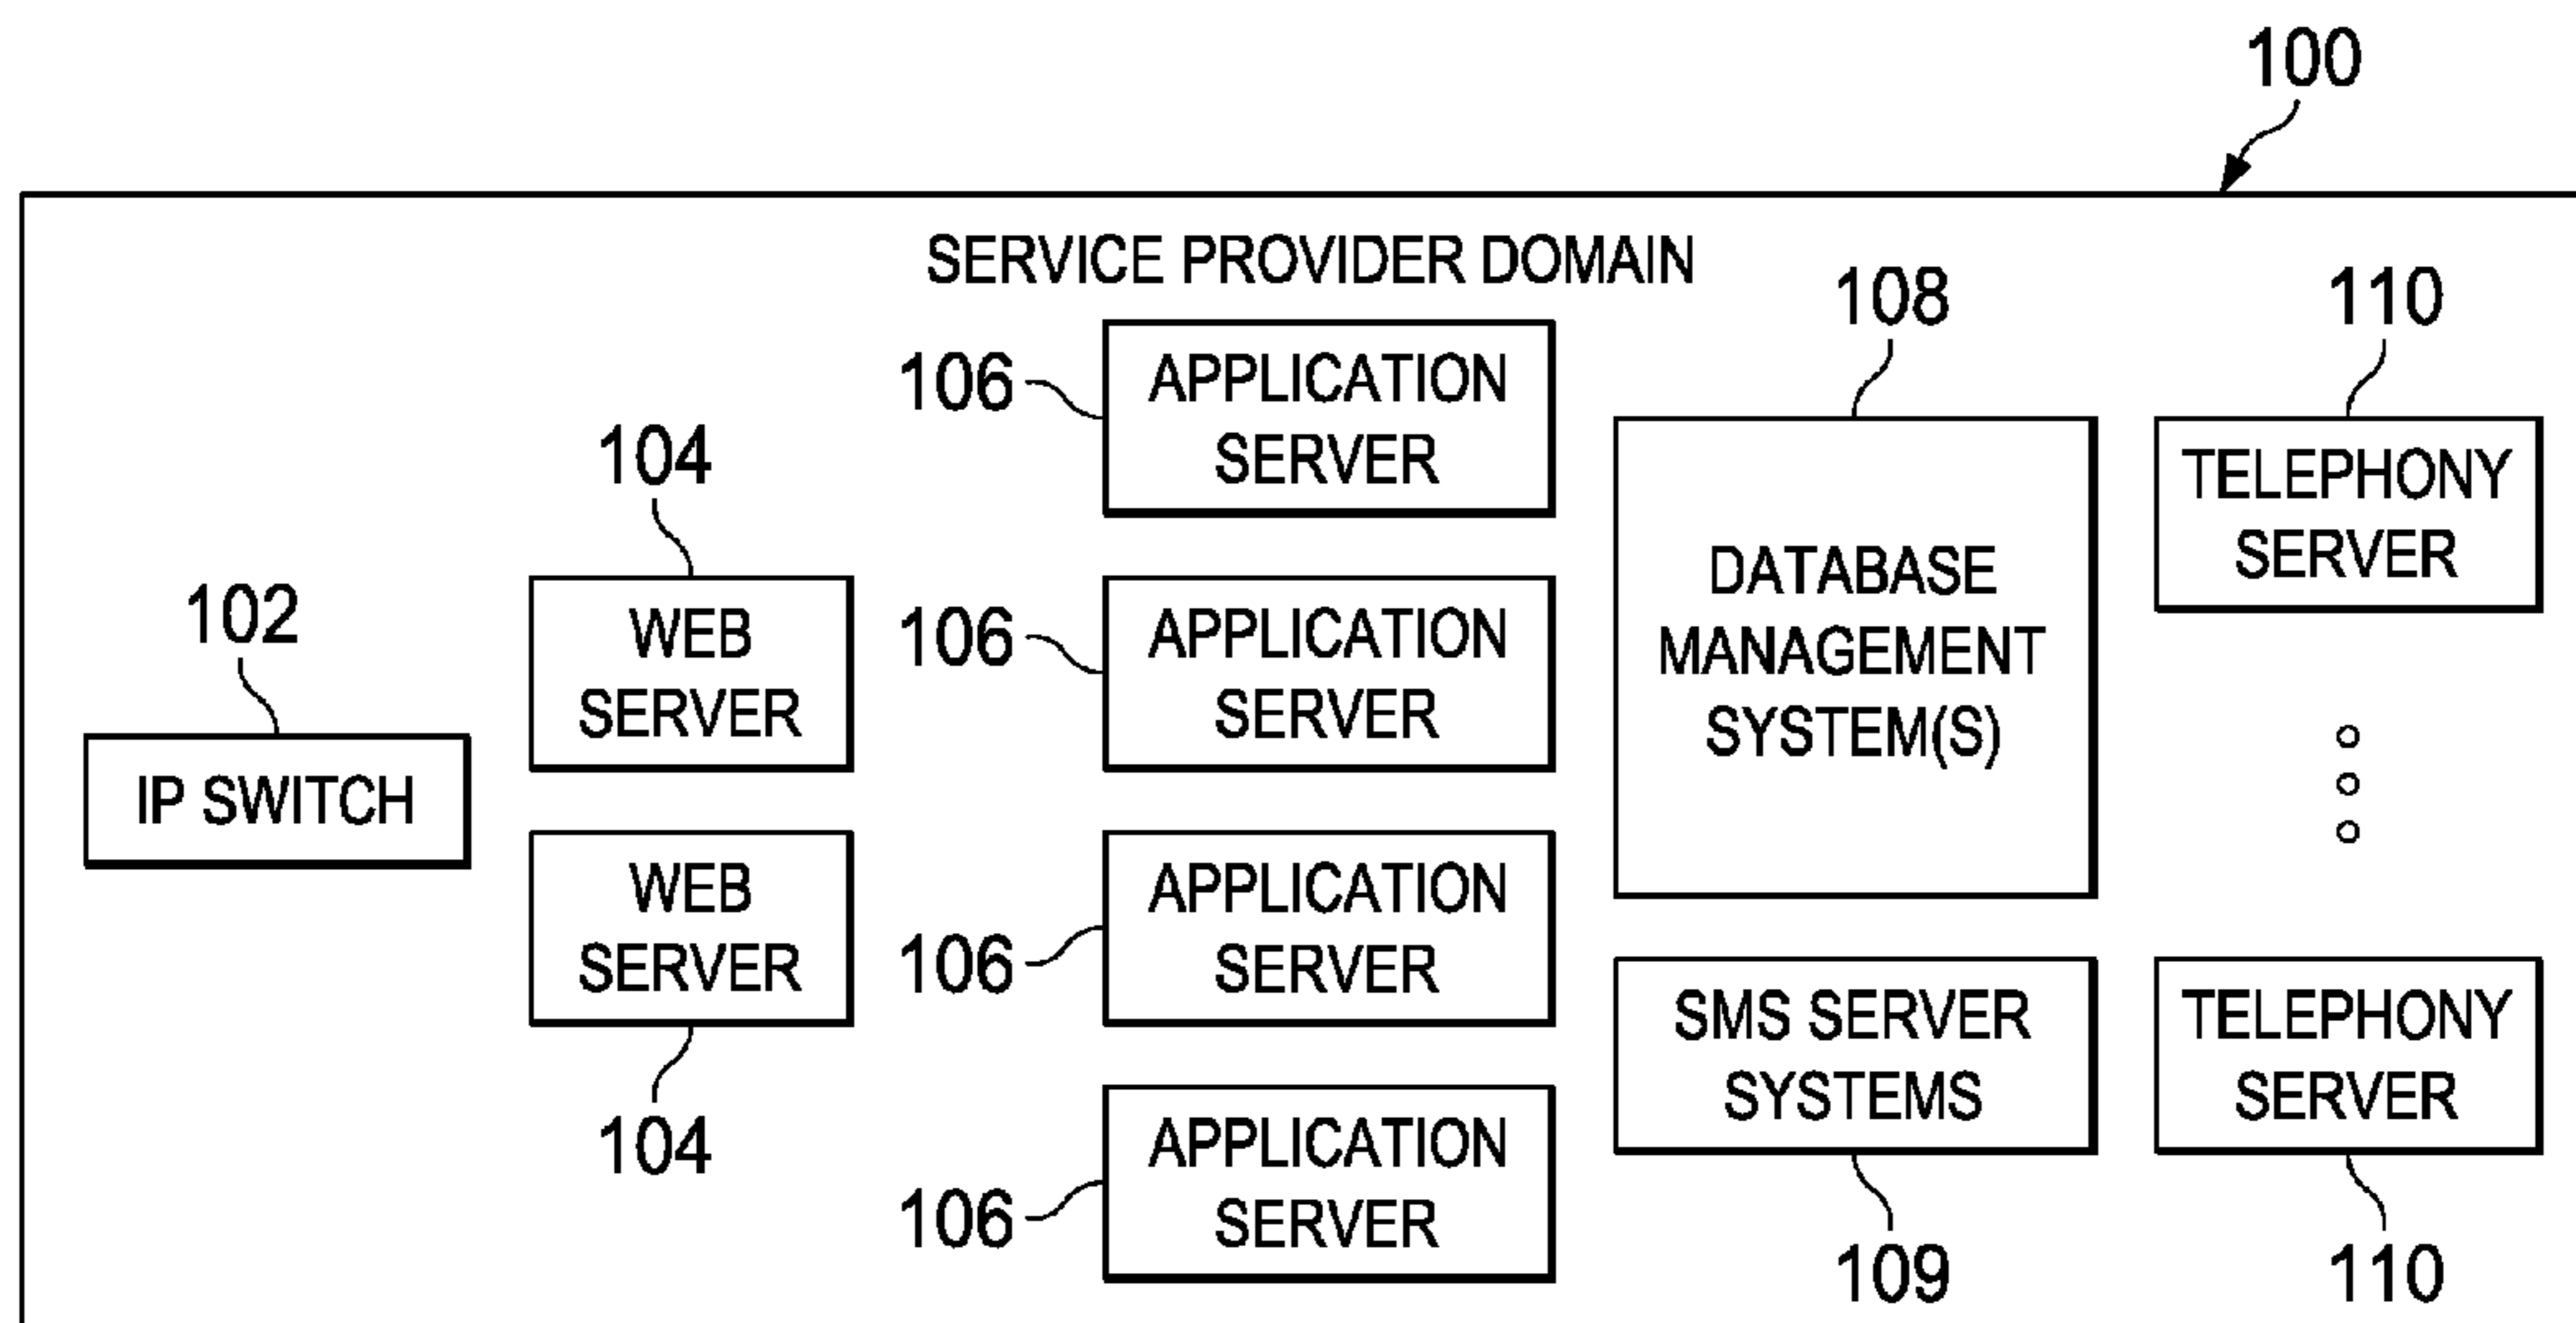 100
SERVICE PROVIDER DOMAIN
102
IP SWITCH
104
WEB
SERVER
WEB
SERVER
104
106
APPLICATION
SERVER
106
APPLICATION
SERVER
106
APPLICATION
SERVER
106
APPLICATION
SERVER
108
DATABASE
MANAGEMENT
SYSTEM(S)
SMS SERVER
SYSTEMS
109
110
TELEPHONY
SERVER
TELEPHONY
SERVER
110